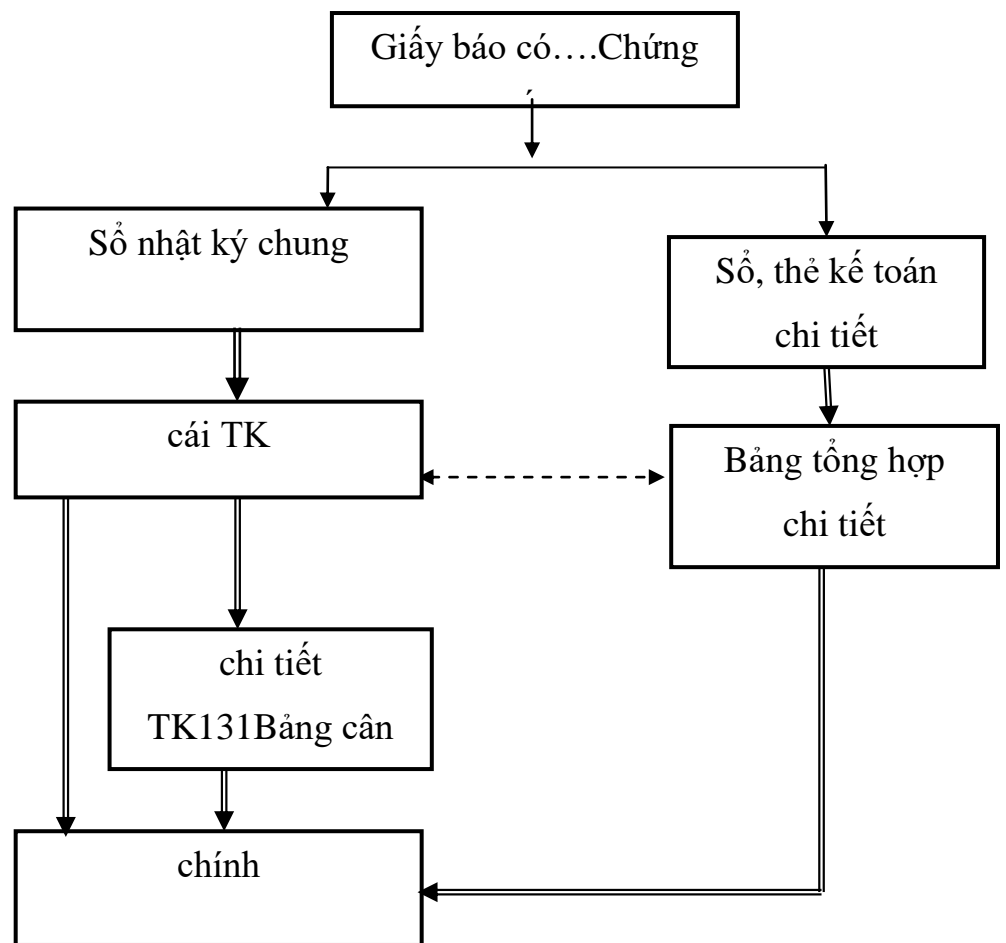 Giấy báo có….Chứng
Sổ nhật ký chung
Sổ, thẻ kế toán
chi tiết
cái TK
Bảng tổng hợp
chi tiết
chi tiết
TK131Bảng cân
chính